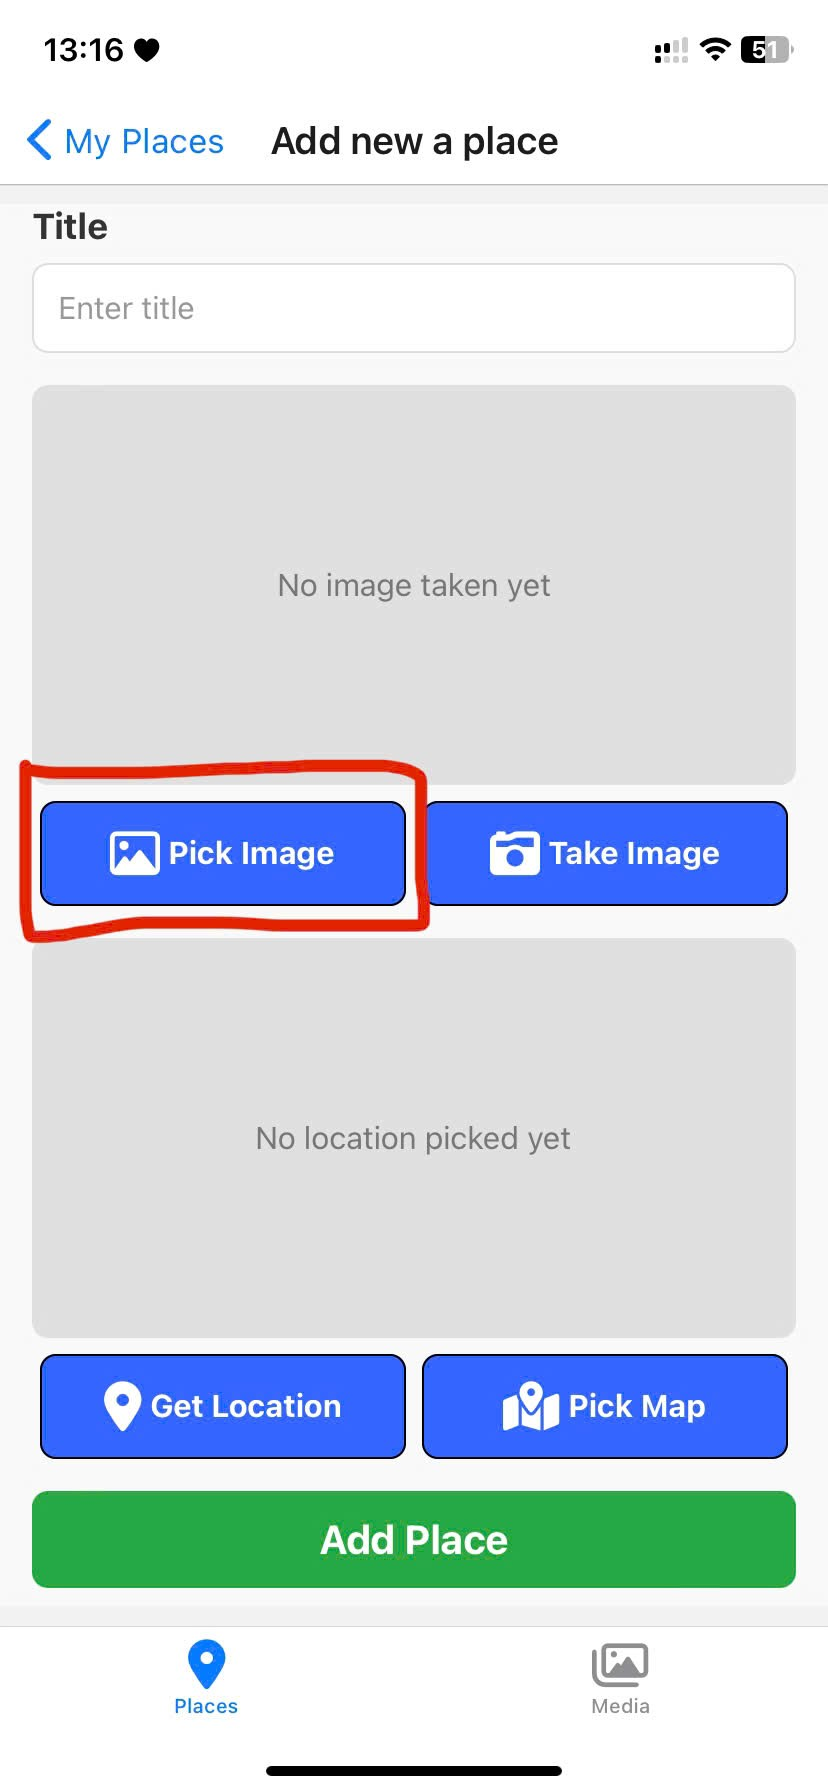 13:16
51
My Places Add new a place
Title
Enter title
No image taken yet
Pick Image Take Image
No location picked yet
Get Location Pick Map
Add Place
Places Media